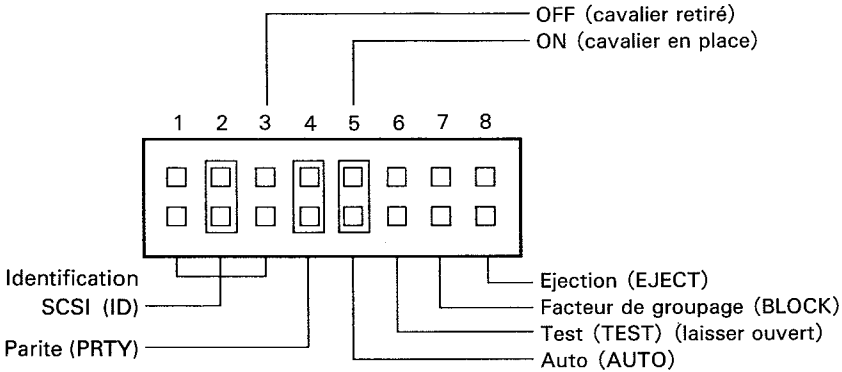 OFF (cavalier retiré)
ON (cavalier en place)
1 2 3 4 5 6 7 8
Identification
SCSI (ID)
Parite (PRTY)
Ejection (EJECT)
Facteur de groupage (BLOCK)
Test (TEST) (laisser ouvert)
Auto (AUTO)